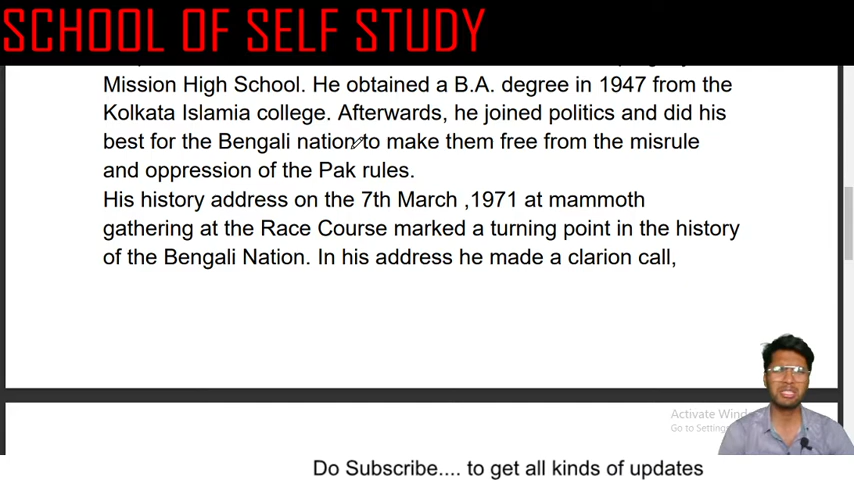 SCHOOL OF SELF STUDY
Mission High School. He obtained a B.A. degree in 1947 from the
Kolkata Islamia college. Afterwards, he joined politics and did his
best for the Bengali nation to make them free from the misrule
and oppression of the Pak rules.
His history address on the 7th March ,1971 at mammoth
gathering at the Race Course marked a turning point in the history
of the Bengali Nation. In his address he made a clarion call,
Activate Wind
Go to Settings
Do Subscribe.... to get all kinds of updates